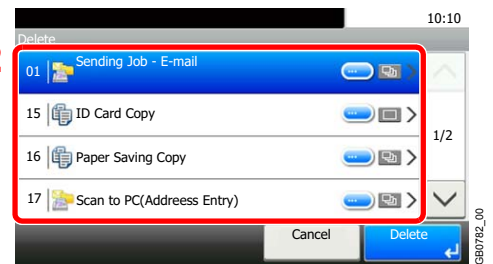 10:10
Delete
01 Sending Job - E-mail
15 ID Card Copy
16 Paper Saving Copy
17 Scan to PC(Addreess Entry)
1/2
Cancel
Delete
GB0782_00